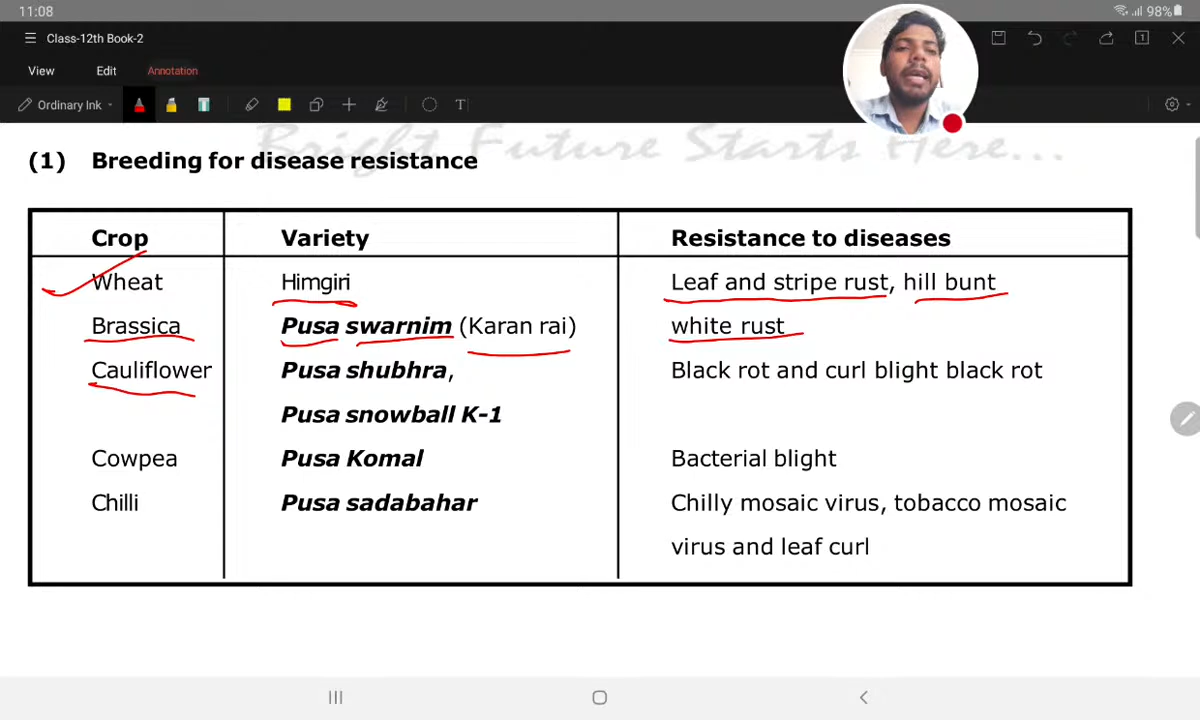 11:08
98%
Class-12th Book-2
View Edit Annotation
Ordinary Ink T
1
Bright Future Starts Here...
(1) Breeding for disease resistance
Crop Variety Resistance to diseases
Wheat Himgiri Leaf and stripe rust, hill bunt
Brassica Pusa swarnim (Karan rai) white rust
Cauliflower Pusa shubhra, Black rot and curl blight black rot
Pusa snowball K-1
Cowpea Pusa Komal Bacterial blight
Chilli Pusa sadabahar Chilly mosaic virus, tobacco mosaic
virus and leaf curl